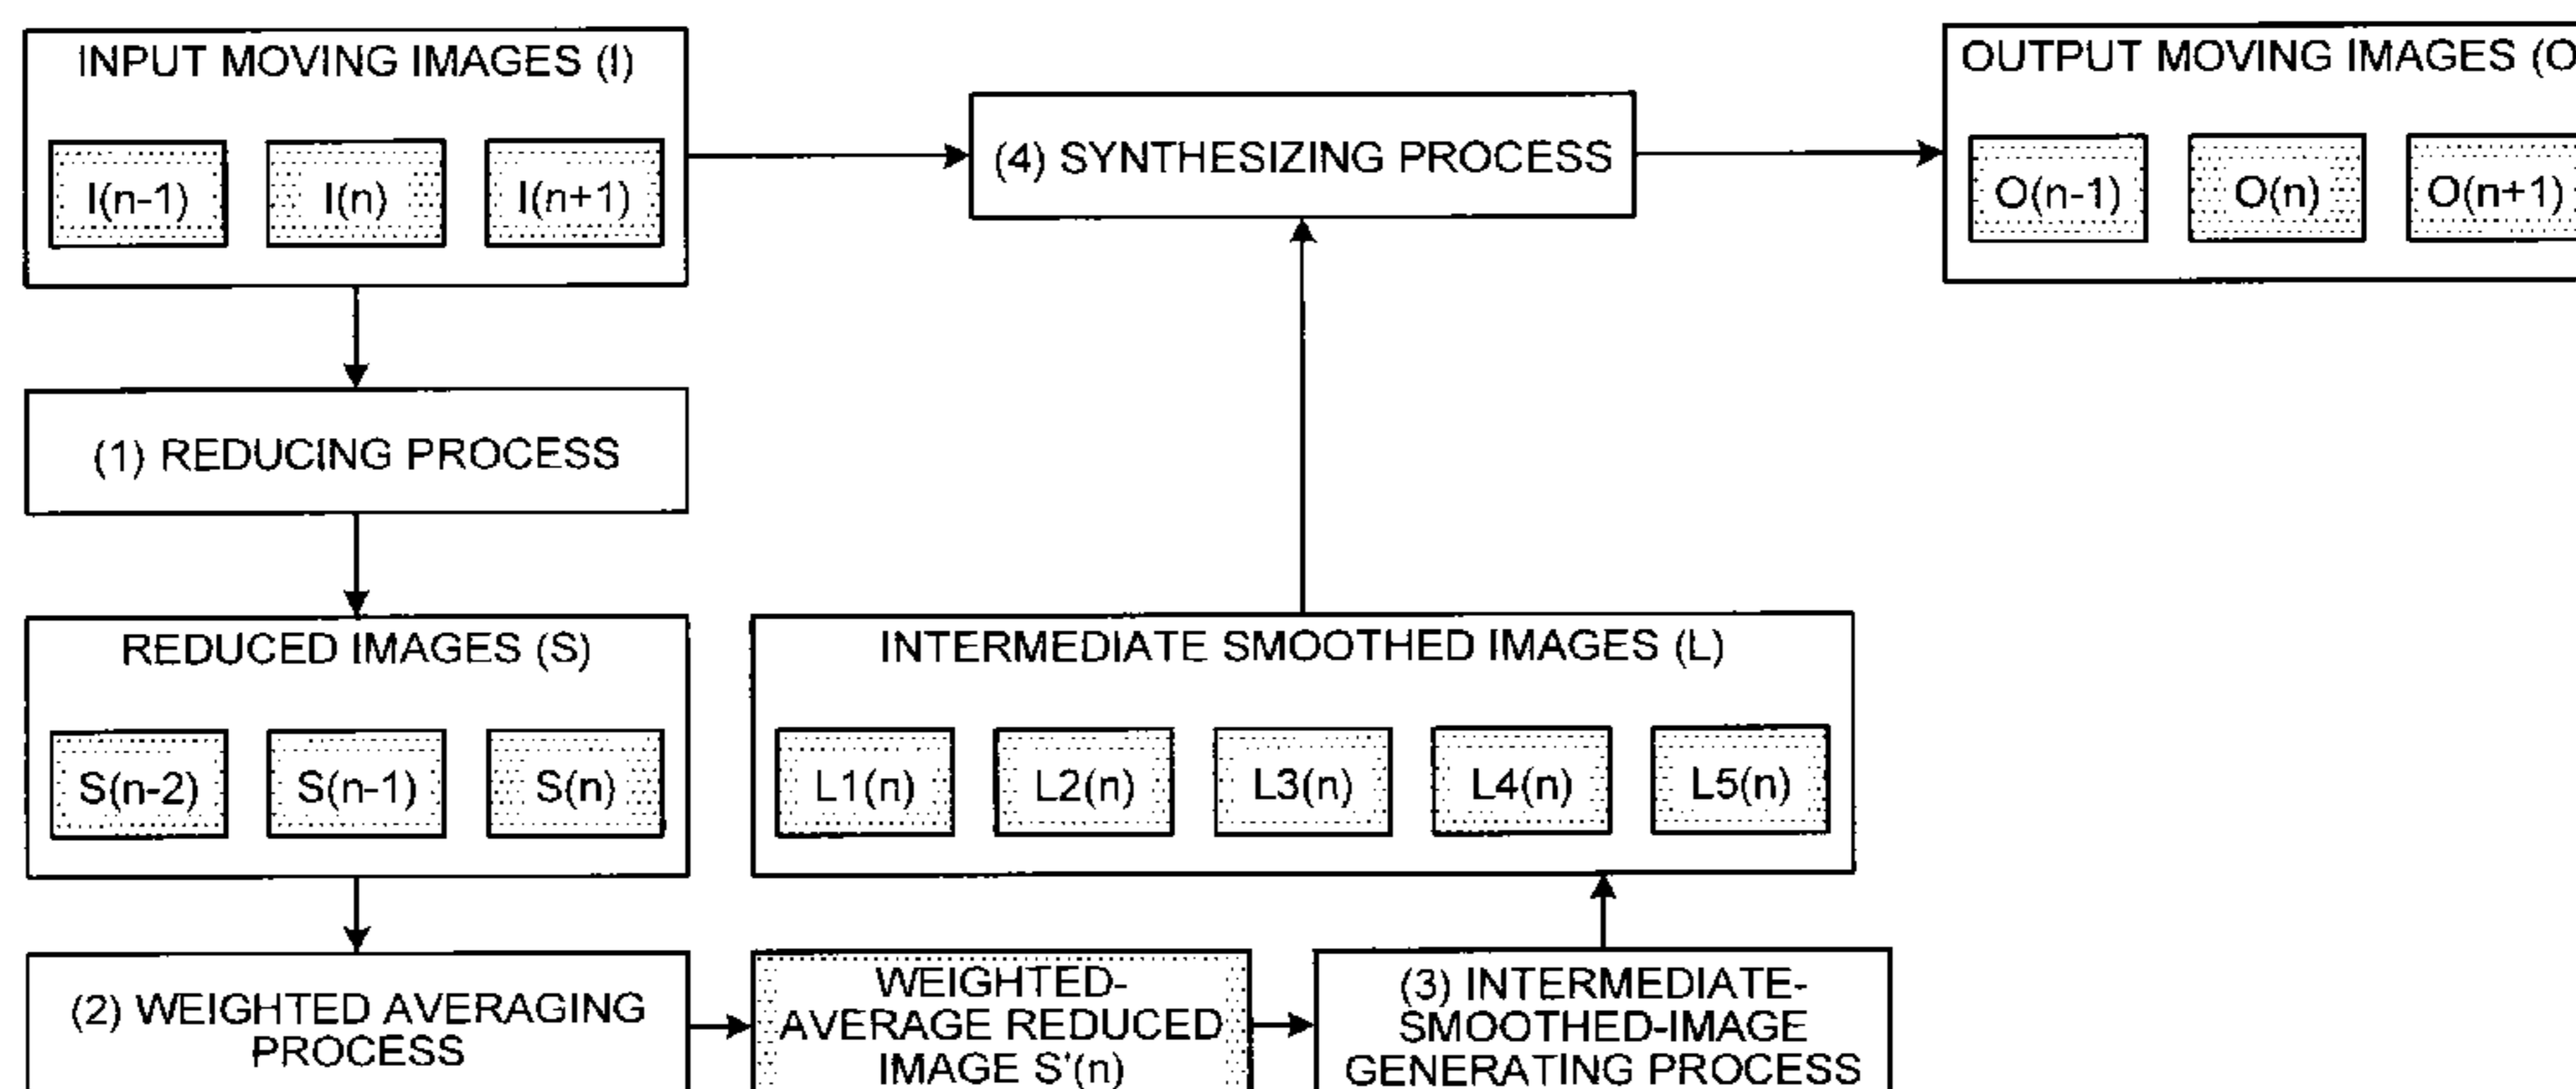 INPUT MOVING IMAGES (I)
I(n-1) I(n) I(n+1)
(4) SYNTHESIZING PROCESS
OUTPUT MOVING IMAGES (O
O(n-1) O(n) O(n+1)
(1) REDUCING PROCESS
REDUCED IMAGES (S)
S(n-2) S(n-1) S(n)
INTERMEDIATE SMOOTHED IMAGES (L)
L1(n) L2(n) L3(n) L4(n) L5(n)
(2) WEIGHTED AVERAGING
PROCESS
WEIGHTED-
AVERAGE REDUCED
IMAGE S'(n)
(3) INTERMEDIATE-
SMOOTHED-IMAGE
GENERATING PROCESS